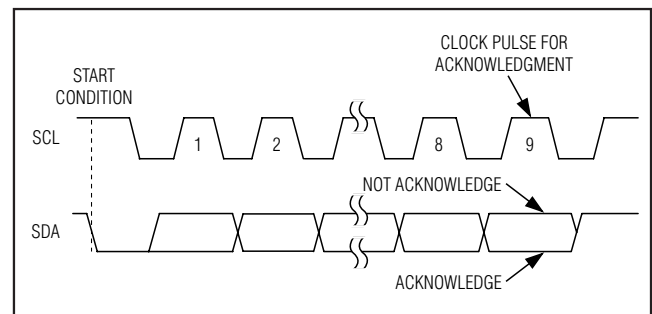 CLOCK PULSE FOR
ACKNOWLEDGMENT
START
CONDITION
SCL
1
2
8
9
NOT ACKNOWLEDGE
SDA
ACKNOWLEDGE